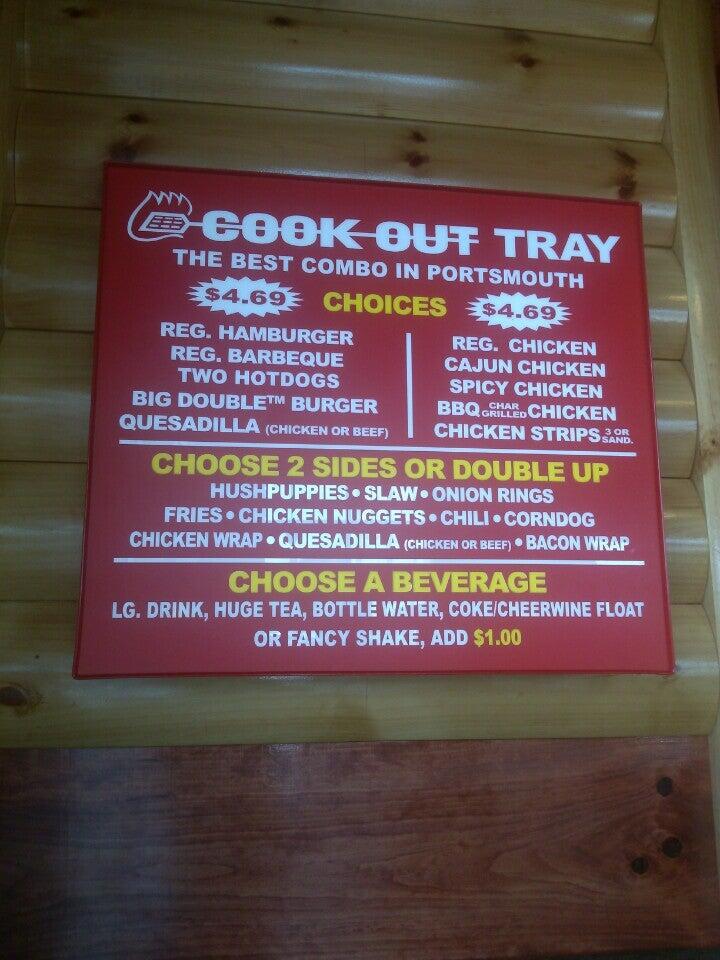 COOK OUT TRAY
THE BEST COMBO IN PORTSMOUTH
$4.69 CHOICES $4.69
REG. HAMBURGER
REG. BARBEQUE
TWO HOTDOGS
BIG DOUBLE™ BURGER
QUESADILLA (CHICKEN OR BEEF)
REG. CHICKEN
CAJUN CHICKEN
SPICY CHICKEN
BBQ CHAR GRILLED CHICKEN
CHICKEN STRIPS 3 OR SAND.
CHOOSE 2 SIDES OR DOUBLE UP
HUSHPUPPIES • SLAW • ONION RINGS
FRIES • CHICKEN NUGGETS • CHILI • CORNDOG
CHICKEN WRAP • QUESADILLA (CHICKEN OR BEEF) • BACON WRAP
CHOOSE A BEVERAGE
LG. DRINK, HUGE TEA, BOTTLE WATER, COKE/CHEERWINE FLOAT
OR FANCY SHAKE, ADD $1.00